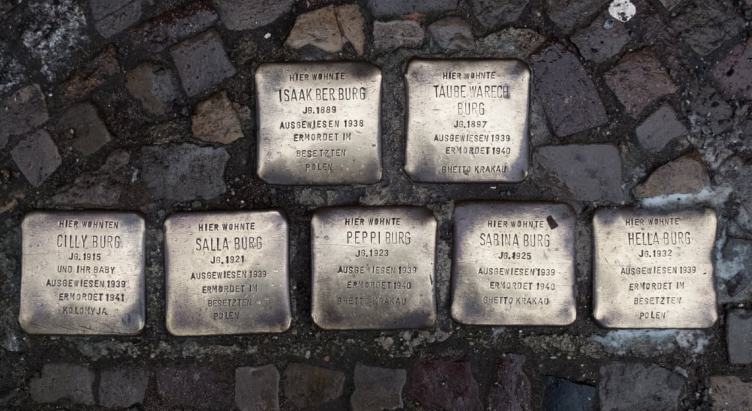 HIER WOHNTE
ISAAK BER BURG
JG.1889
AUSGEWIESEN 1938
ERMORDET IM
BESETZTEN
POLEN
HIER WOHNTE
TAUBE WARECH
BURG
JG.1897
AUSGEWIESEN 1939
ERMORDET 1940
GHETTO KRAKAU
HIER WOHNTEN
CILLY BURG
JG.1915
UND IHR BABY
AUSGEWIESEN 1939
ERMORDET 1941
KOLOMYJA
HIER WOHNTE
SALLA BURG
JG.1921
AUSGEWIESEN 1939
ERMORDET IM
BESETZTEN
POLEN
HIER WOHNTE
PEPPI BURG
JG.1923
AUSGEWIESEN 1939
ERMORDET 1940
GHETTO KRAKAU
HIER WOHNTE
SABINA BURG
JG.1925
AUSGEWIESEN 1939
ERMORDET 1940
GHETTO KRAKAU
HIER WOHNTE
HELLA BURG
JG.1932
AUSGEWIESEN 1939
ERMORDET IM
BESETZTEN
POLEN